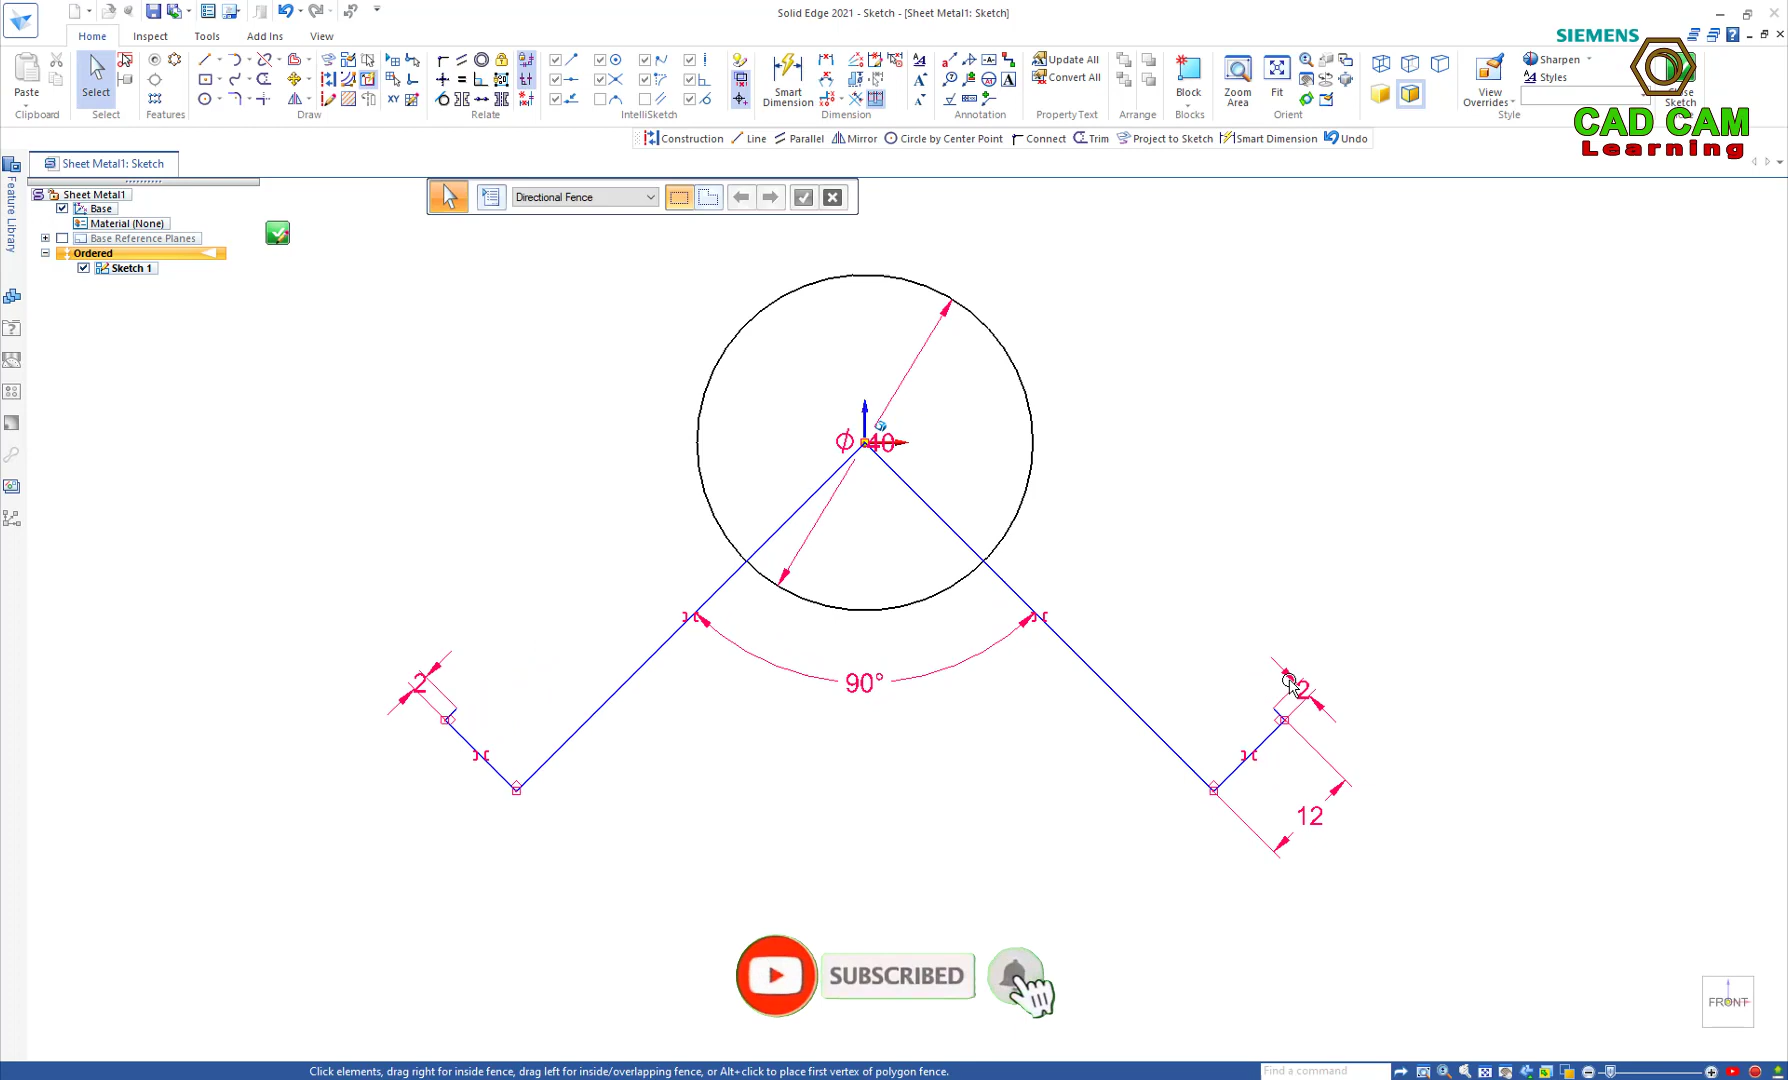 Solid Edge 2021 - Sketch - [Sheet Metal1: Sketch]
Home
Inspect
Tools
Add Ins
View
SIEMENS
Paste
Select
Smart
Dimension
Update All
Convert All
Block
Zoom
Area
Fit
View
Overrides
Sharpen
Styles
Close
Sketch
Clipboard
Select
Features
Draw
Relate
IntelliSketch
Dimension
Annotation
PropertyText
Arrange
Blocks
Orient
Style
CAD CAM
Learning
Construction
Line
Parallel
Mirror
Circle by Center Point
Connect
Trim
Project to Sketch
Smart Dimension
Undo
Sheet Metal1: Sketch
Feature Library
Sheet Metal1
Base
Material (None)
Base Reference Planes
Ordered
Sketch 1
Directional Fence
ϕ 40
90°
2
2
12
SUBSCRIBED
FRONT
Click elements, drag right for inside fence, drag left for inside/overlapping fence, or Alt+click to place first vertex of polygon fence.
Find a command